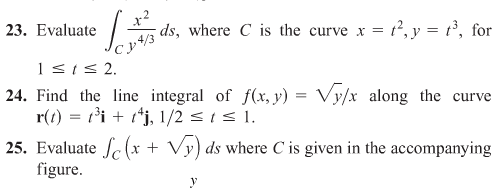 23. Evaluate ∫_C x²/y^{4/3} ds, where C is the curve x = t², y = t³, for
1 ≤ t ≤ 2.
24. Find the line integral of f(x, y) = √y/x along the curve
r(t) = t³i + t⁴j, 1/2 ≤ t ≤ 1.
25. Evaluate ∫_C (x + √y) ds where C is given in the accompanying
figure.
y